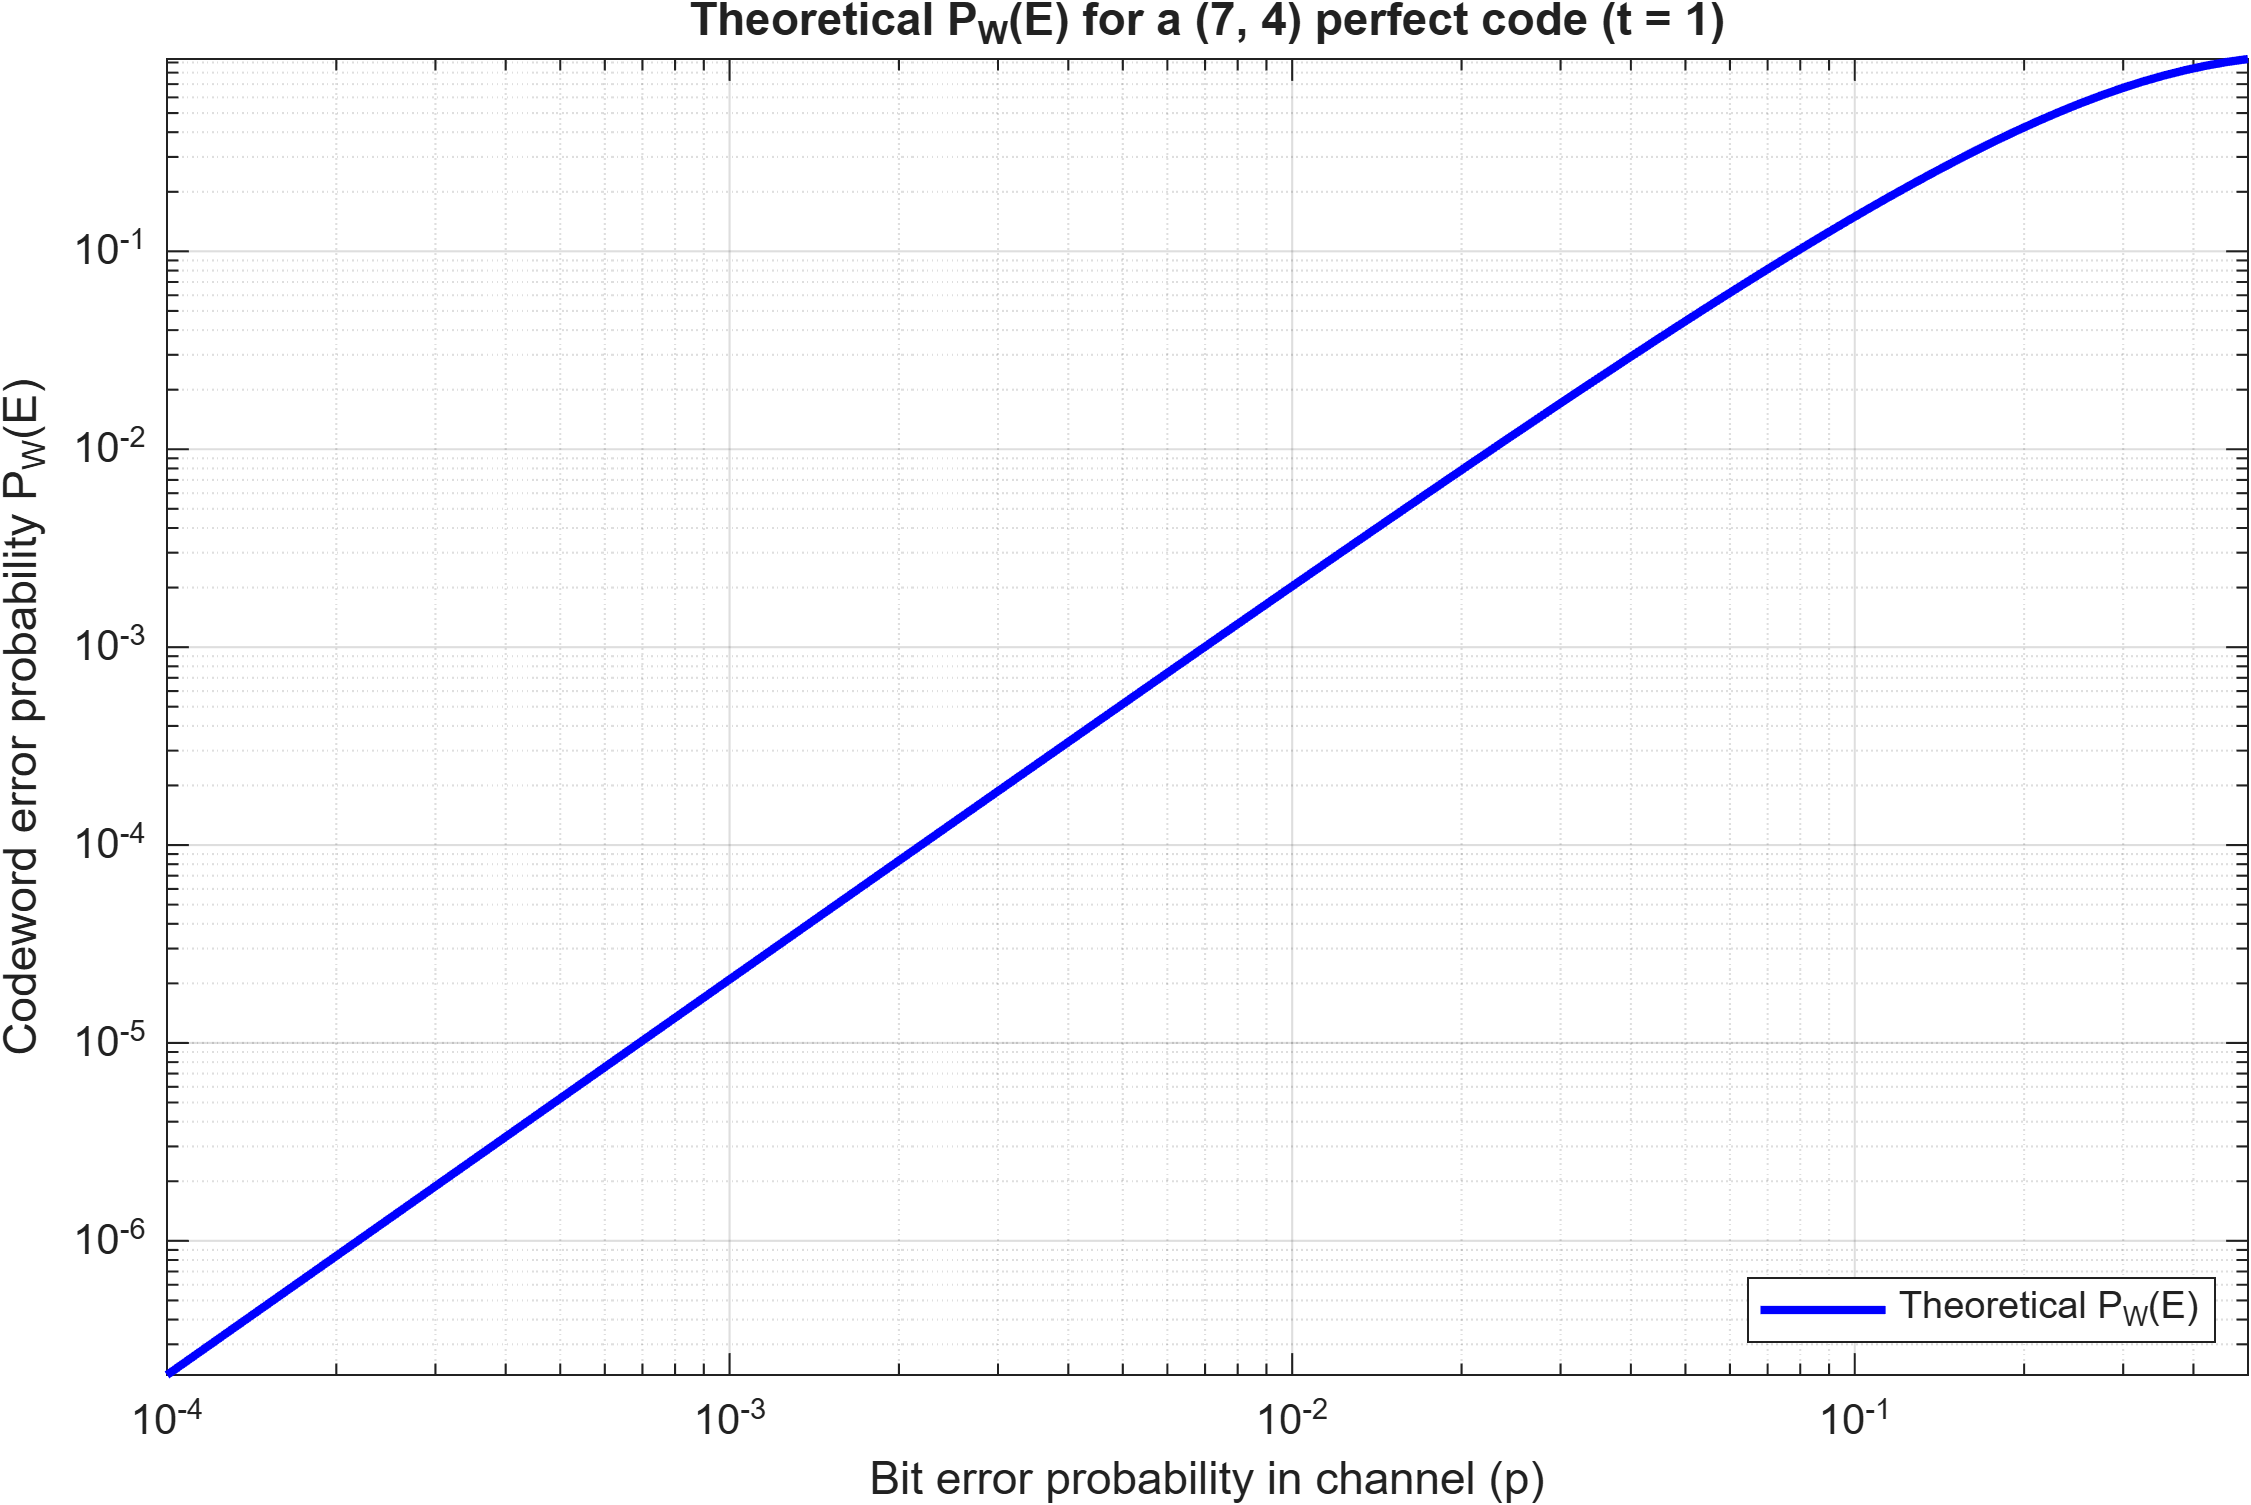 Theoretical P_W(E) for a (7, 4) perfect code (t = 1)
Codeword error probability P_W(E)
10^-1
10^-2
10^-3
10^-4
10^-5
10^-6
Theoretical P_W(E)
10^-4 10^-3 10^-2 10^-1
Bit error probability in channel (p)